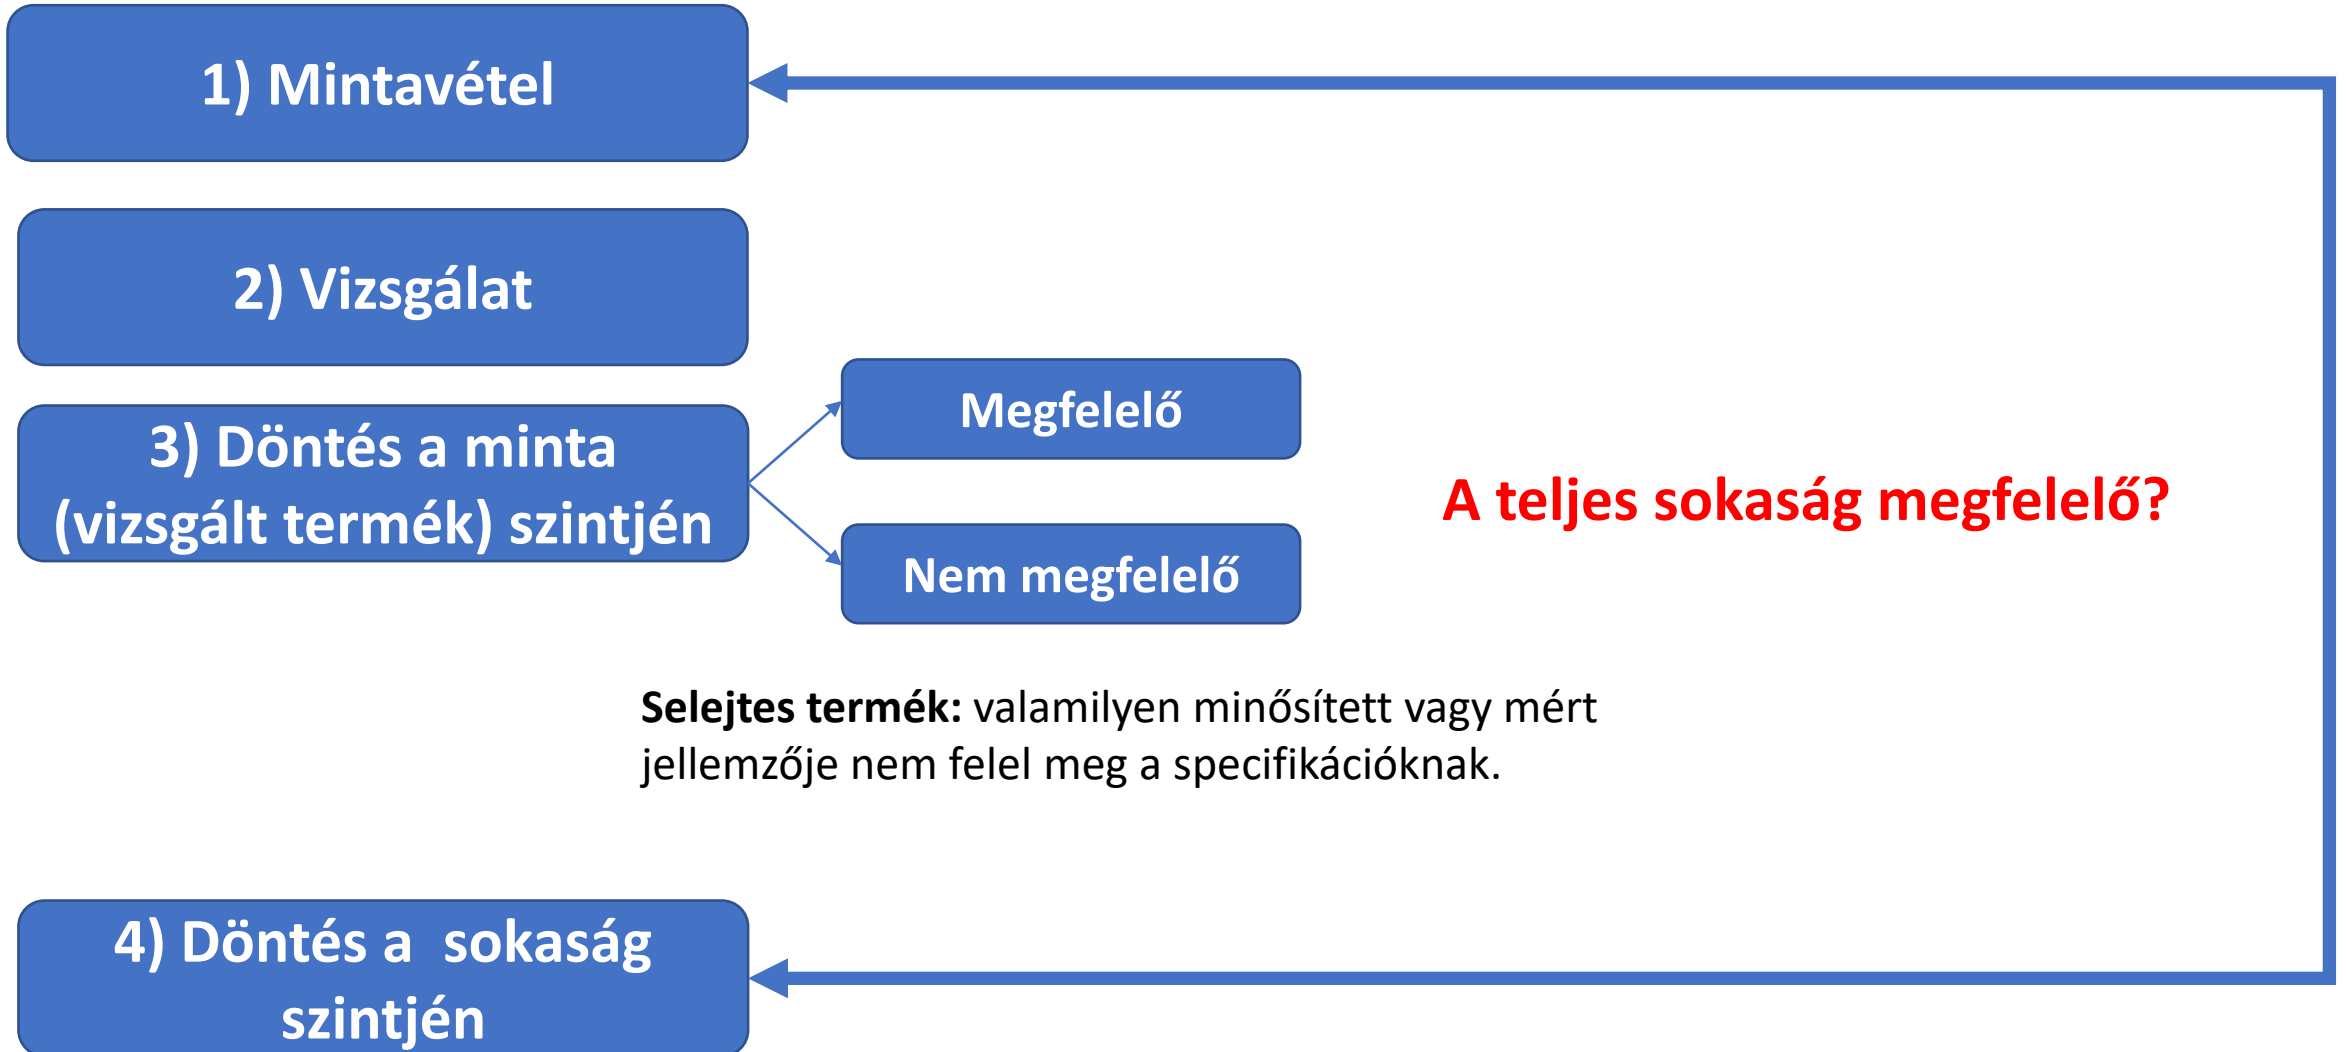 1) Mintavétel
2) Vizsgálat
3) Döntés a minta
(vizsgált termék) szintjén
Megfelelő
Nem megfelelő
A teljes sokaság megfelelő?
Selejtes termék: valamilyen minősített vagy mért
jellemzője nem felel meg a specifikációknak.
4) Döntés a  sokaság
szintjén